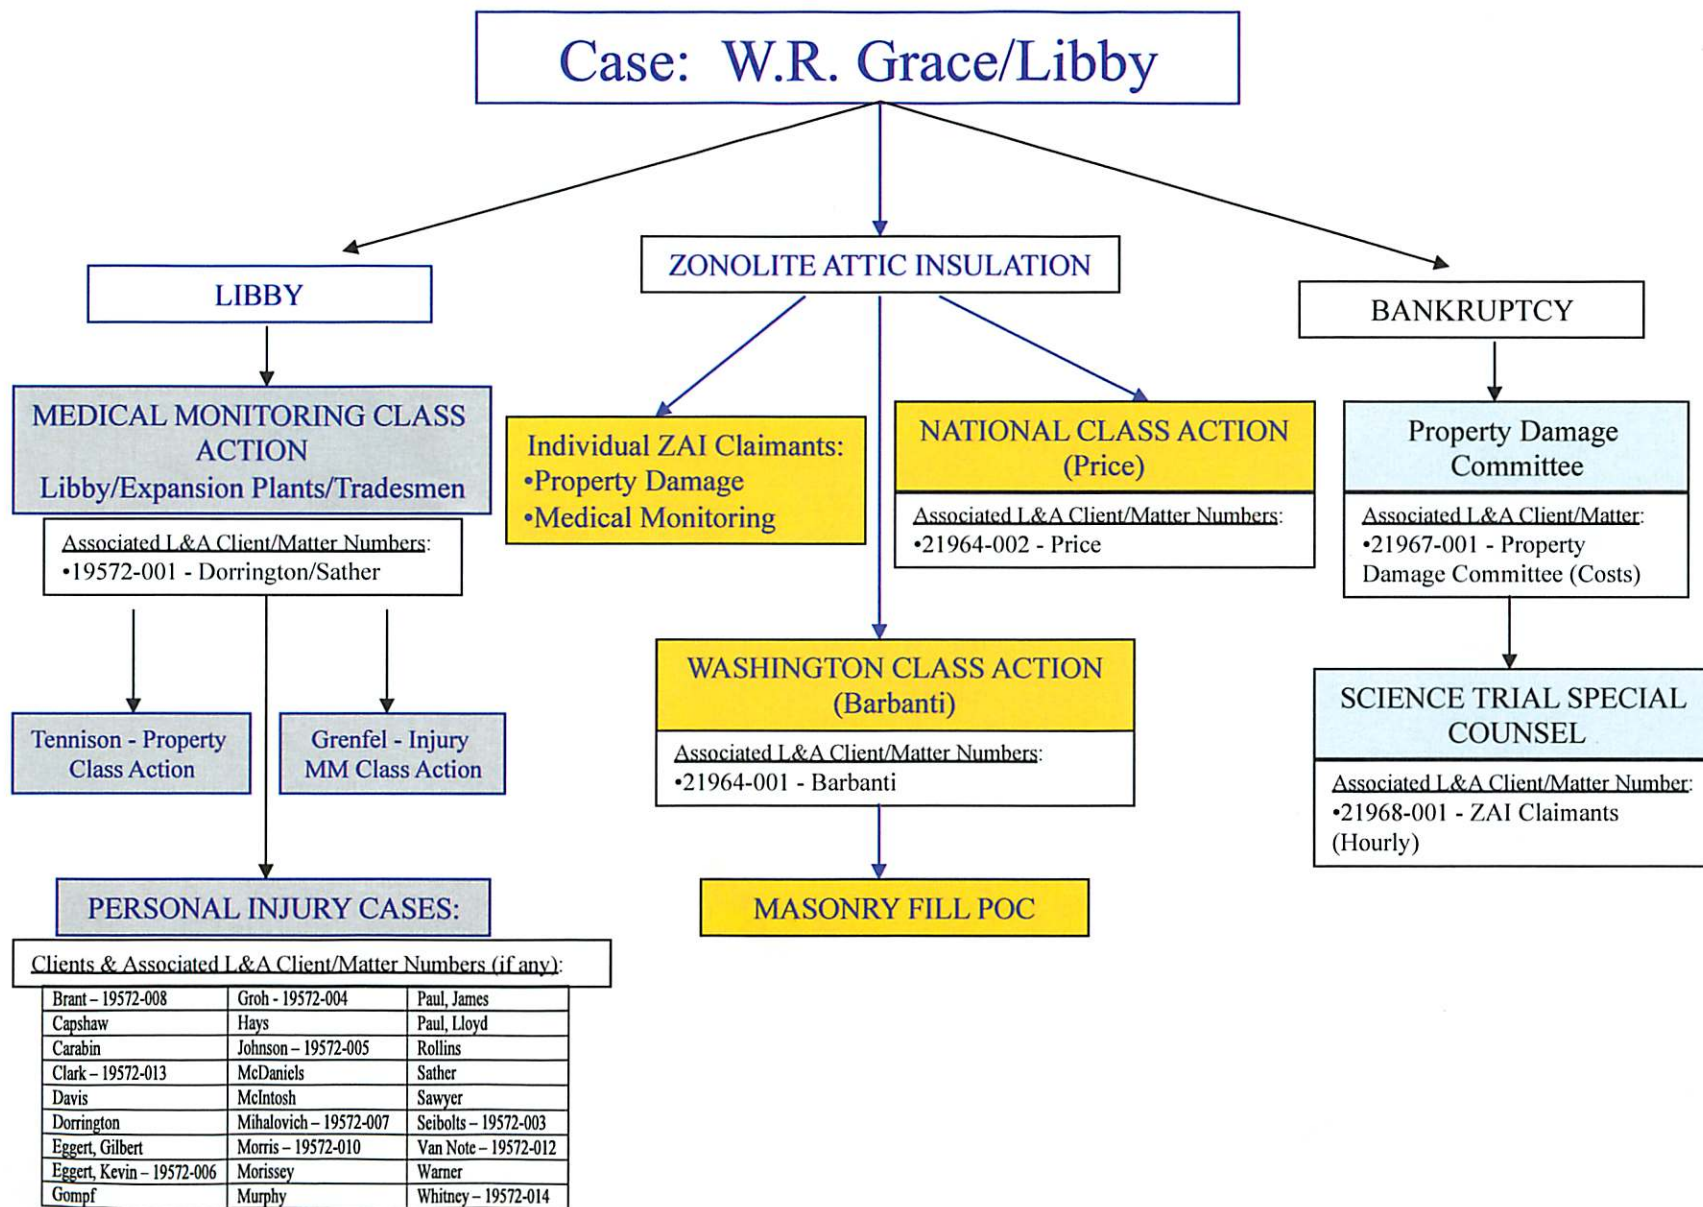 Case: W.R. Grace/Libby
LIBBY
ZONOLITE ATTIC INSULATION
BANKRUPTCY
MEDICAL MONITORING CLASS
ACTION
Libby/Expansion Plants/Tradesmen
Associated L&A Client/Matter Numbers:
•19572-001 - Dorrington/Sather
Tennison - Property
Class Action
Grenfel - Injury
MM Class Action
PERSONAL INJURY CASES:
Clients & Associated L&A Client/Matter Numbers (if any):
Brant – 19572-008 Groh - 19572-004 Paul, James
Capshaw Hays Paul, Lloyd
Carabin Johnson – 19572-005 Rollins
Clark – 19572-013 McDaniels Sather
Davis McIntosh Sawyer
Dorrington Mihalovich – 19572-007 Seibolts – 19572-003
Eggert, Gilbert Morris – 19572-010 Van Note – 19572-012
Eggert, Kevin – 19572-006 Morissey Warner
Gompf Murphy Whitney – 19572-014
Individual ZAI Claimants:
•Property Damage
•Medical Monitoring
NATIONAL CLASS ACTION
(Price)
Associated L&A Client/Matter Numbers:
•21964-002 - Price
WASHINGTON CLASS ACTION
(Barbanti)
Associated L&A Client/Matter Numbers:
•21964-001 - Barbanti
MASONRY FILL POC
Property Damage
Committee
Associated L&A Client/Matter:
•21967-001 - Property
Damage Committee (Costs)
SCIENCE TRIAL SPECIAL
COUNSEL
Associated L&A Client/Matter Number:
•21968-001 - ZAI Claimants
(Hourly)